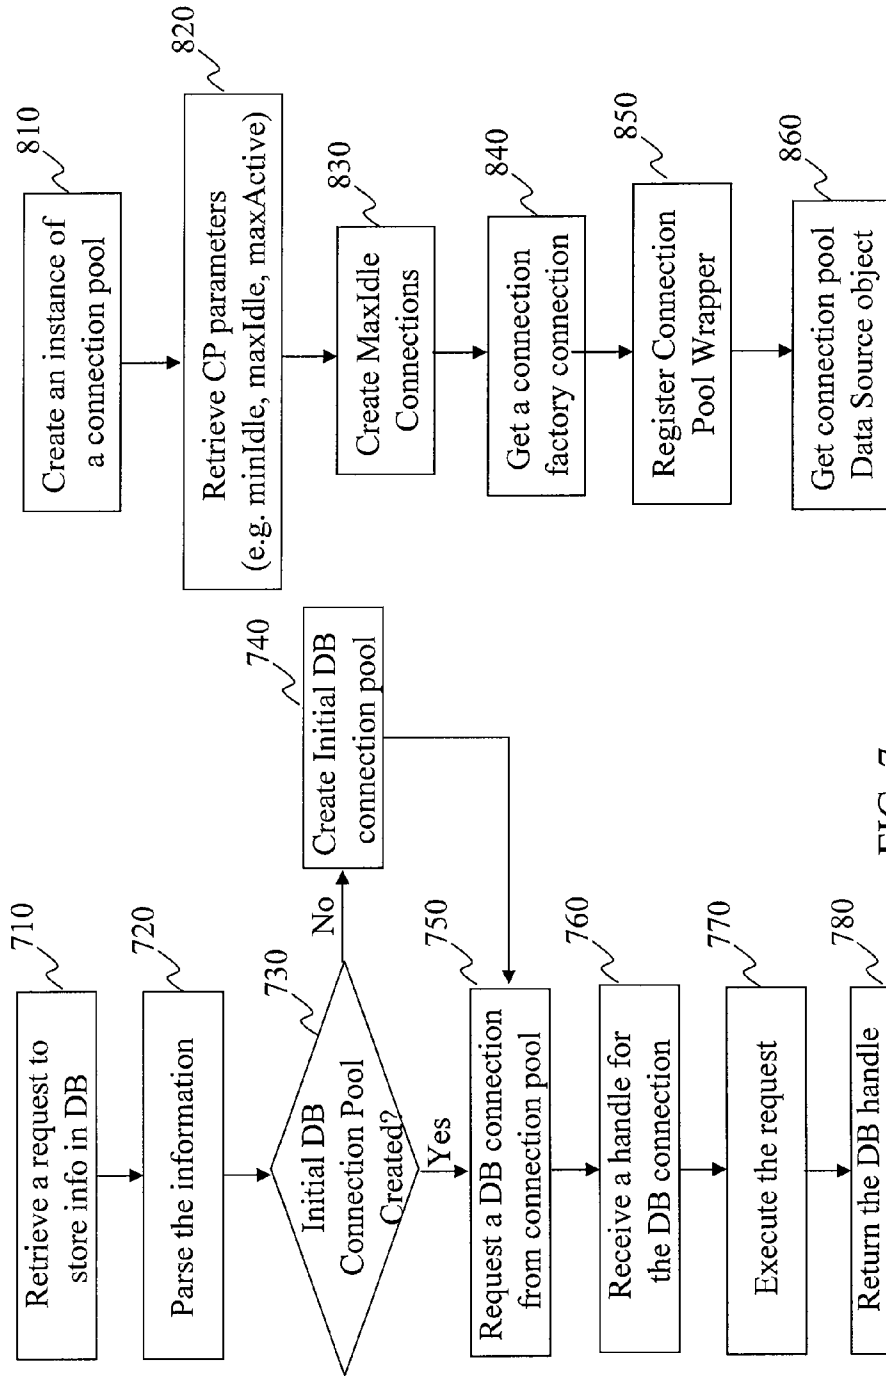 710
Retrieve a request to
store info in DB
720
Parse the information
730
Initial DB
Connection Pool
Created?
No
Yes
740
Create Initial DB
connection pool
750
Request a DB connection
from connection pool
760
Receive a handle for
the DB connection
770
Execute the request
780
Return the DB handle
810
Create an instance of
a connection pool
820
Retrieve CP parameters
(e.g. minIdle, maxIdle, maxActive)
830
Create MaxIdle
Connections
840
Get a connection
factory connection
850
Register Connection
Pool Wrapper
860
Get connection pool
Data Source object
FIG. 7